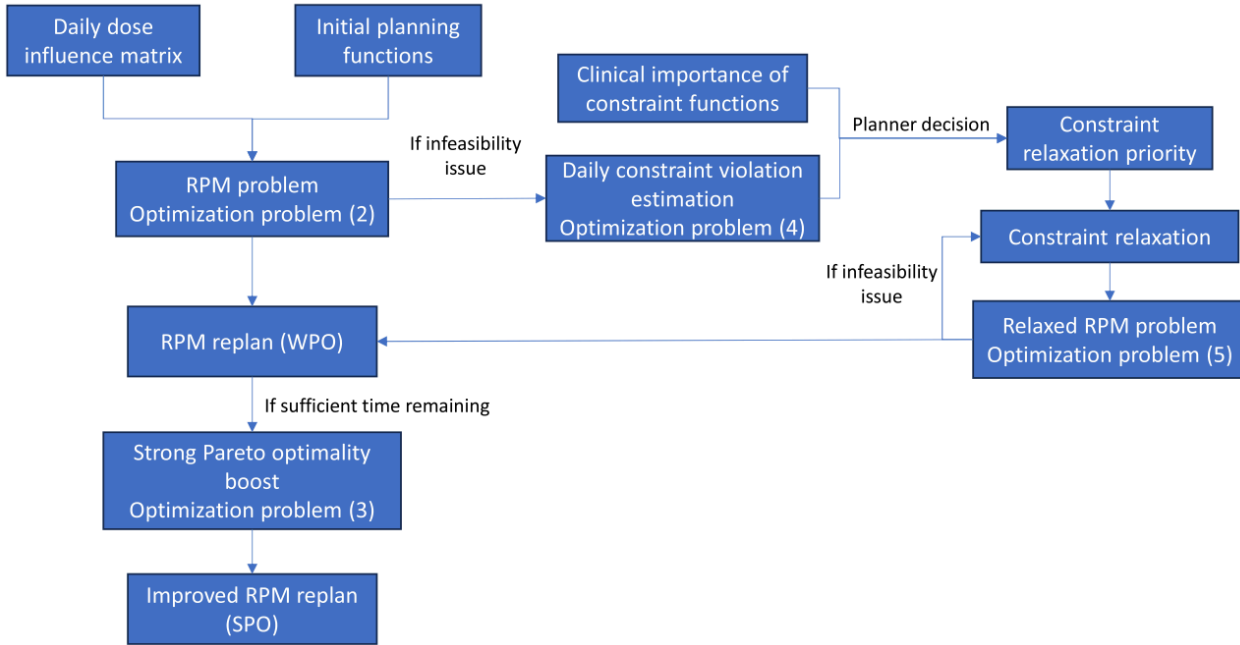 Daily dose
influence matrix
Initial planning
functions
Clinical importance of
constraint functions
Planner decision
Constraint
relaxation priority
If infeasibility
issue
RPM problem
Optimization problem (2)
Daily constraint violation
estimation
Optimization problem (4)
Constraint relaxation
If infeasibility
issue
RPM replan (WPO)
Relaxed RPM problem
Optimization problem (5)
If sufficient time remaining
Strong Pareto optimality
boost
Optimization problem (3)
Improved RPM replan
(SPO)